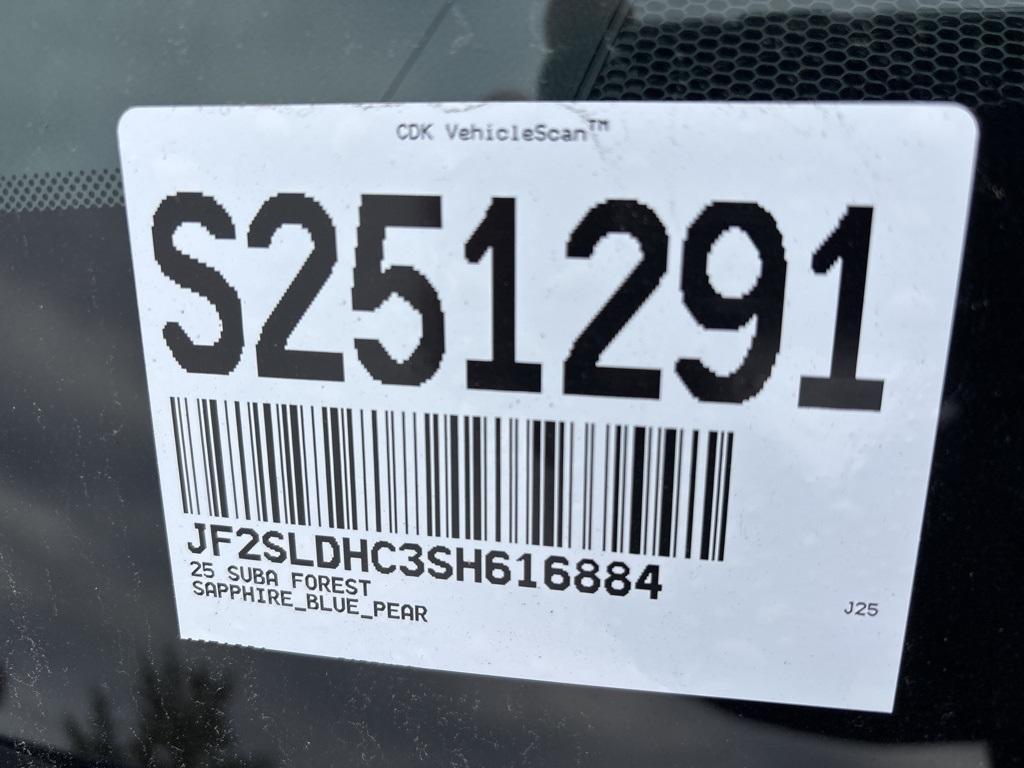 CDK VehicleScan™
S251291
JF2SLDHC3SH616884
25 SUBA FOREST
SAPPHIRE_BLUE_PEAR
J25